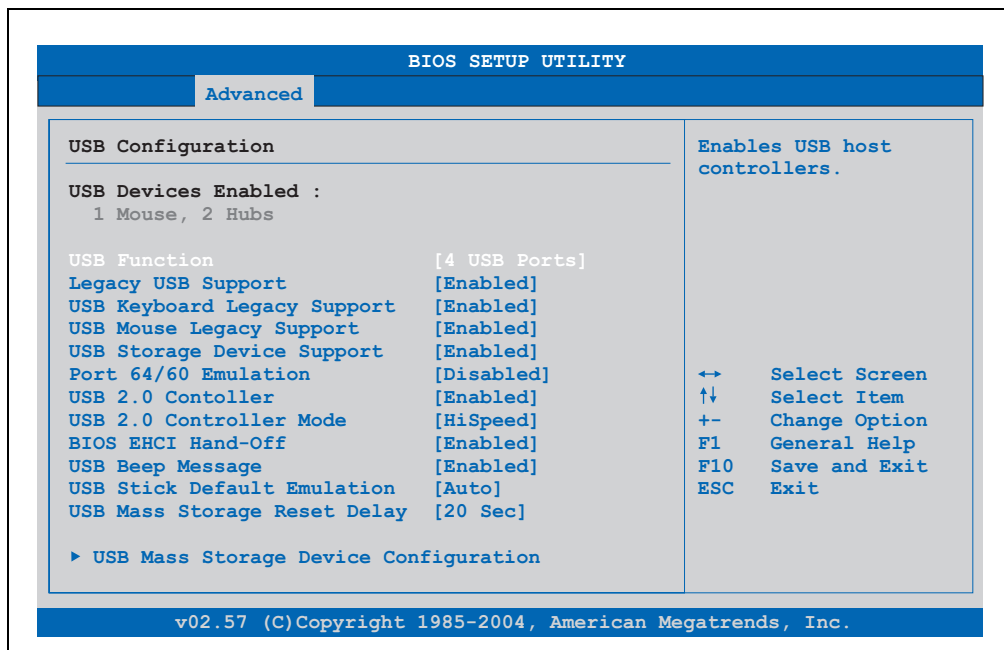 BIOS SETUP UTILITY
Advanced
USB Configuration
USB Devices Enabled :
1 Mouse, 2 Hubs
USB Function [4 USB Ports]
Legacy USB Support [Enabled]
USB Keyboard Legacy Support [Enabled]
USB Mouse Legacy Support [Enabled]
USB Storage Device Support [Enabled]
Port 64/60 Emulation [Disabled]
USB 2.0 Contoller [Enabled]
USB 2.0 Controller Mode [HiSpeed]
BIOS EHCI Hand-Off [Enabled]
USB Beep Message [Enabled]
USB Stick Default Emulation [Auto]
USB Mass Storage Reset Delay [20 Sec]
► USB Mass Storage Device Configuration
Enables USB host
controllers.
↔ Select Screen
↑↓ Select Item
+- Change Option
F1 General Help
F10 Save and Exit
ESC Exit
v02.57 (C)Copyright 1985-2004, American Megatrends, Inc.